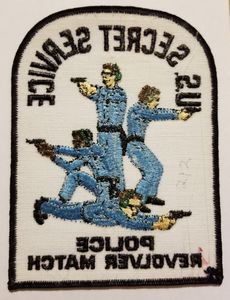 U.S. SECRET SERVICE
POLICE
REVOLVER MATCH